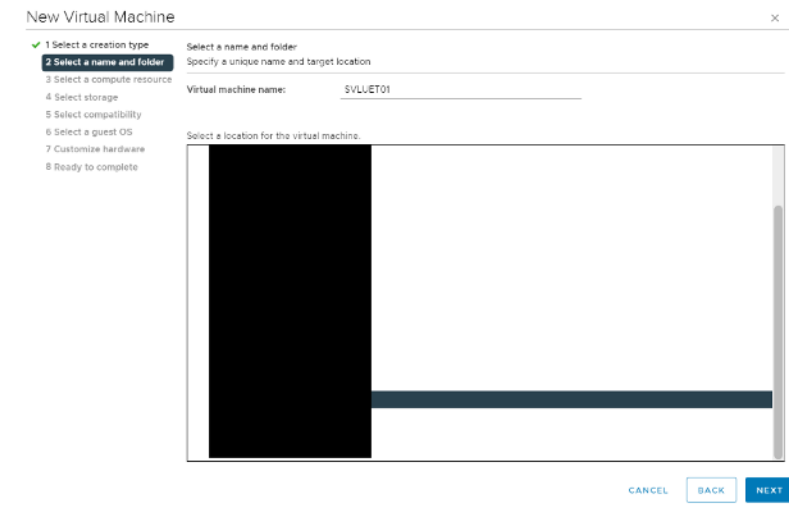 New Virtual Machine
1 Select a creation type
2 Select a name and folder
3 Select a compute resource
4 Select storage
5 Select compatibility
6 Select a guest OS
7 Customize hardware
8 Ready to complete
Select a name and folder
Specify a unique name and target location
Virtual machine name: SVLUET01
Select a location for the virtual machine.
CANCEL BACK NEXT